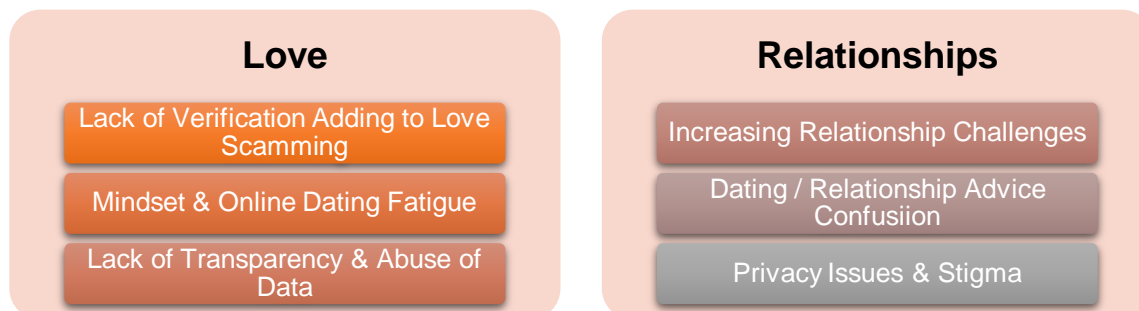 Love
Lack of Verification Adding to Love
Scamming
Mindset & Online Dating Fatigue
Lack of Transparency & Abuse of
Data
Relationships
Increasing Relationship Challenges
Dating / Relationship Advice
Confusiion
Privacy Issues & Stigma